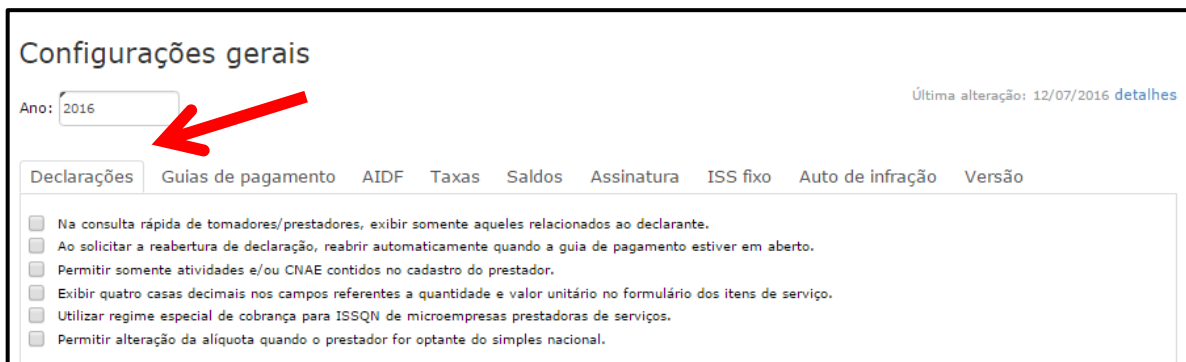 Configurações gerais
Ano: 2016
Última alteração: 12/07/2016 detalhes
Declarações Guias de pagamento AIDF Taxas Saldos Assinatura ISS fixo Auto de infração Versão
Na consulta rápida de tomadores/prestadores, exibir somente aqueles relacionados ao declarante.
Ao solicitar a reabertura de declaração, reabrir automaticamente quando a guia de pagamento estiver em aberto.
Permitir somente atividades e/ou CNAE contidos no cadastro do prestador.
Exibir quatro casas decimais nos campos referentes a quantidade e valor unitário no formulário dos itens de serviço.
Utilizar regime especial de cobrança para ISSQN de microempresas prestadoras de serviços.
Permitir alteração da alíquota quando o prestador for optante do simples nacional.